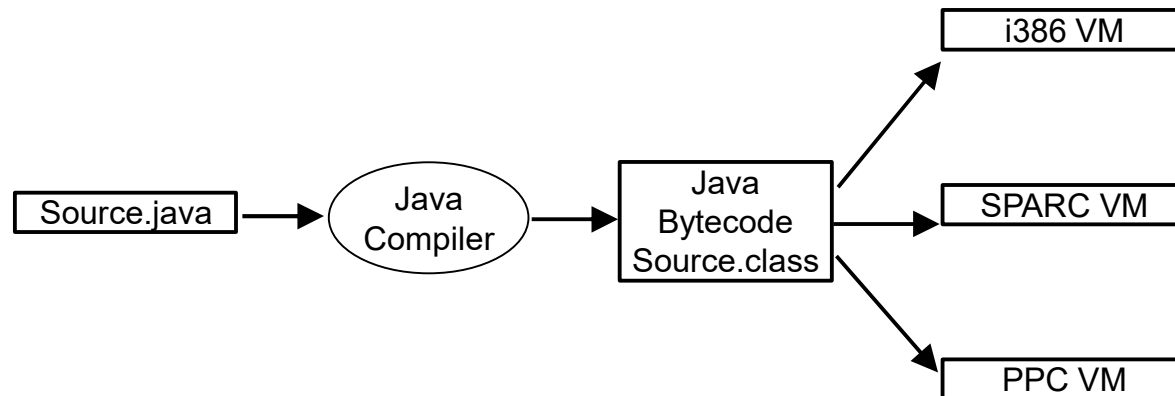 i386 VM
Source.java
Java
Compiler
Java
Bytecode
Source.class
SPARC VM
PPC VM